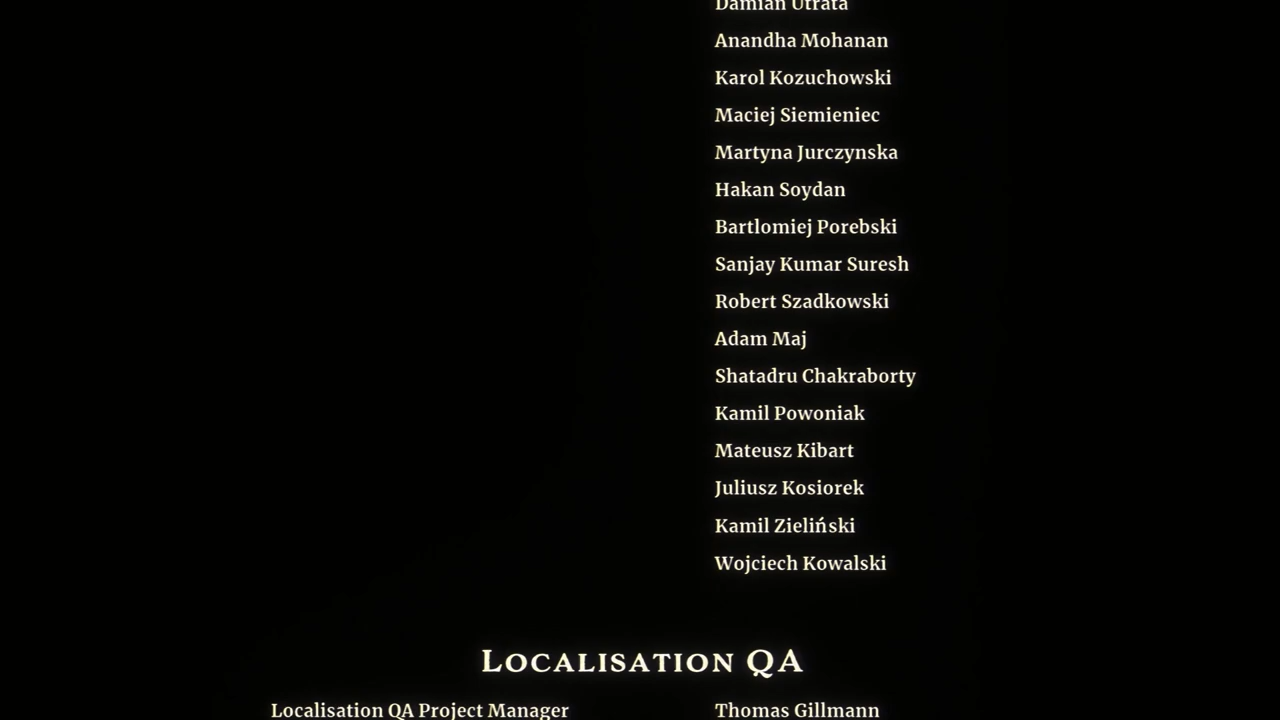 Damian Utrata
Anandha Mohanan
Karol Kozuchowski
Maciej Siemieniec
Martyna Jurczynska
Hakan Soydan
Bartlomiej Porebski
Sanjay Kumar Suresh
Robert Szadkowski
Adam Maj
Shatadru Chakraborty
Kamil Powoniak
Mateusz Kibart
Juliusz Kosiorek
Kamil Zieliński
Wojciech Kowalski
Localisation QA
Localisation QA Project Manager Thomas Gillmann